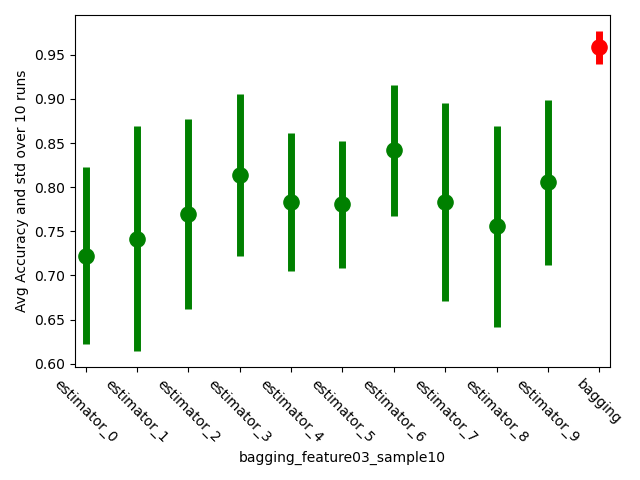 Avg Accuracy and std over 10 runs
0.95
0.90
0.85
0.80
0.75
0.70
0.65
0.60
estimator_0
estimator_1
estimator_2
estimator_3
estimator_4
estimator_5
estimator_6
estimator_7
estimator_8
estimator_9
bagging
bagging_feature03_sample10